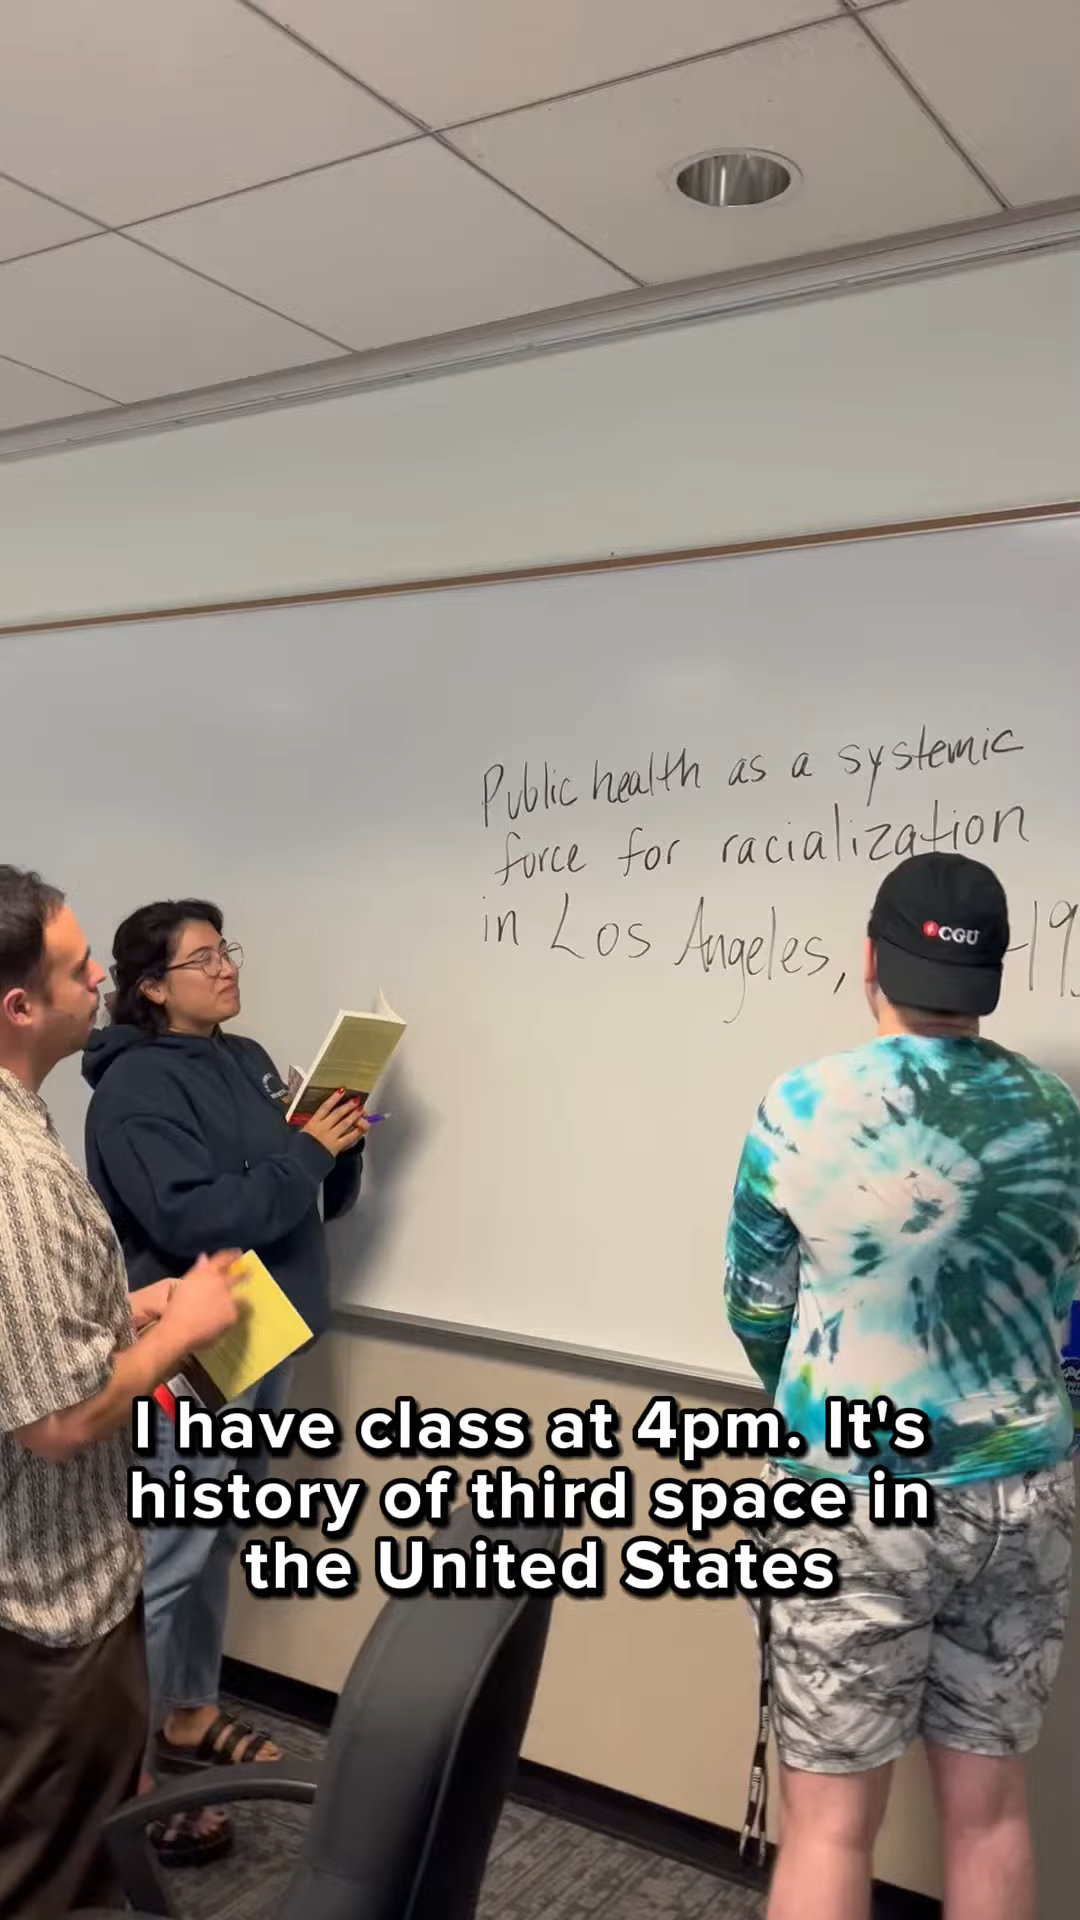 Public health as a systemic
force for racialization
in Los Angeles,
CGU
I have class at 4pm. It's
history of third space in
the United States